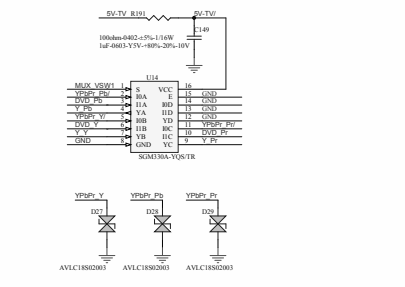 5V-TV R191 5V-TV/
C149
100ohm-0402-±5%-1/16W
1uF-0603-Y5V-+80%-20%-10V
U14
MUX_VSW1 1 S VCC 16
YPbPr_Pb/ 2 I0A E 15 GND
DVD_Pb 3 I1A I0D 14 GND
Y_Pb 4 YA I1D 13 GND
YPbPr_Y/ 5 I0B YD 12 GND
DVD_Y 6 I1B I0C 11 YPbPr_Pr/
Y_Y 7 YB I1C 10 DVD_Pr
GND 8 GND YC 9 Y_Pr
SGM330A-YQS/TR
YPbPr_Y YPbPr_Pb YPbPr_Pr
D27 D28 D29
AVLC18S02003 AVLC18S02003 AVLC18S02003